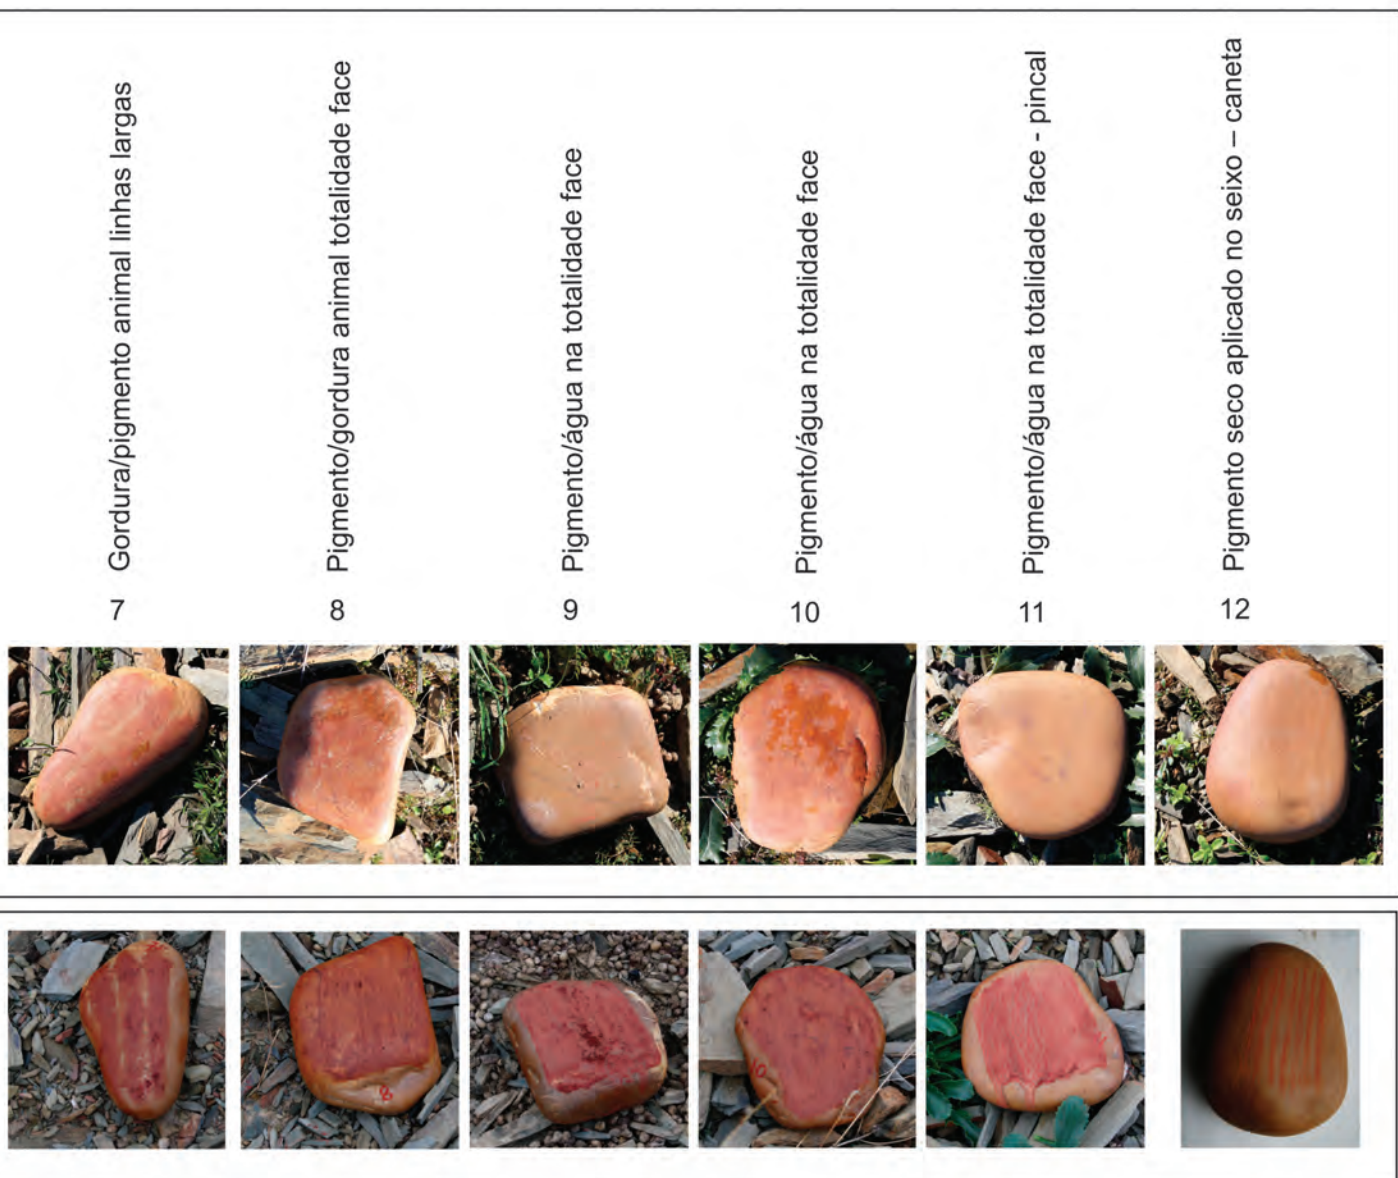 Gordura/pigmento animal linhas largas
Pigmento/gordura animal totalidade face
Pigmento/água na totalidade face
Pigmento/água na totalidade face
Pigmento/água na totalidade face - pincal
Pigmento seco aplicado no seixo – caneta
7
8
9
10
11
12
8
10